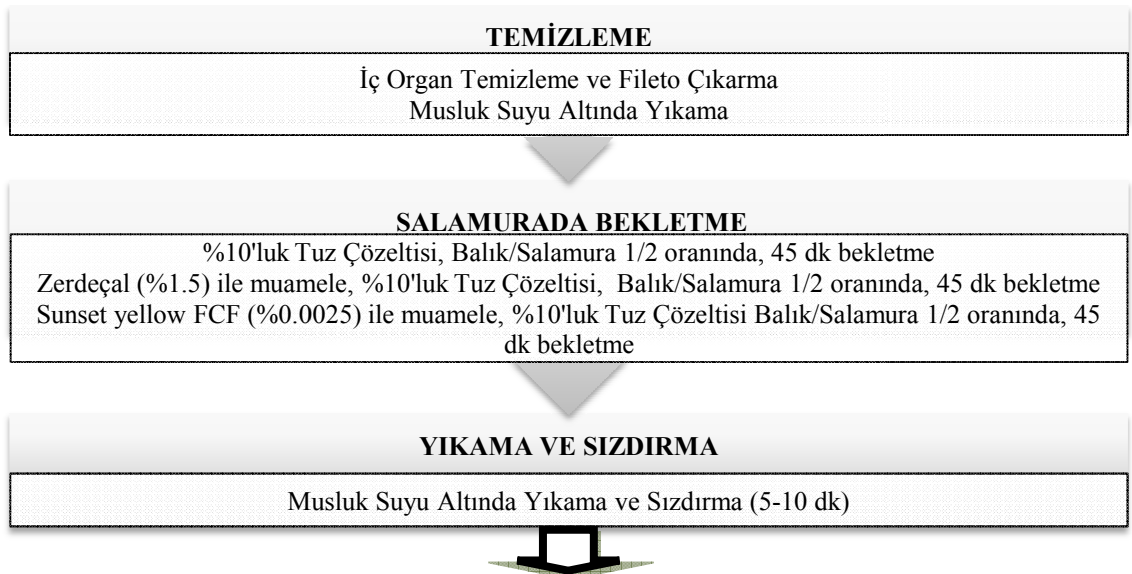 TEMİZLEME
İç Organ Temizleme ve Fileto Çıkarma
Musluk Suyu Altında Yıkama
SALAMURADA BEKLETME
%10'luk Tuz Çözeltisi, Balık/Salamura 1/2 oranında, 45 dk bekletme
Zerdeçal (%1.5) ile muamele, %10'luk Tuz Çözeltisi, Balık/Salamura 1/2 oranında, 45 dk bekletme
Sunset yellow FCF (%0.0025) ile muamele, %10'luk Tuz Çözeltisi Balık/Salamura 1/2 oranında, 45
dk bekletme
YIKAMA VE SIZDIRMA
Musluk Suyu Altında Yıkama ve Sızdırma (5-10 dk)